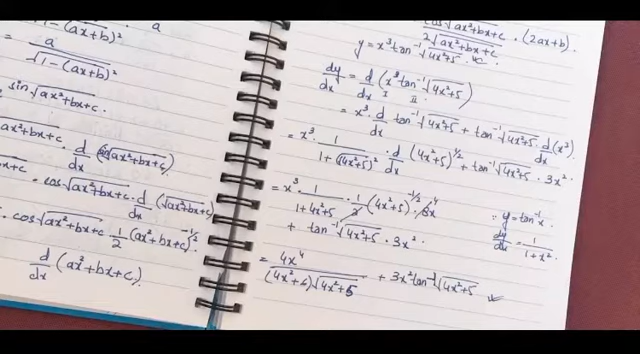 √1-(ax+b)² · a
= a / √1-(ax+b)²
sin√ax²+bx+c.
√ax²+bx+c · d/dx (sin√ax²+bx+c)
= cos√ax²+bx+c · d/dx (√ax²+bx+c)
cos√ax²+bx+c · 1/2 (ax²+bx+c)^-1/2
d/dx (ax²+bx+c)
cos√ax²+bx+c / 2√ax²+bx+c · (2ax+b).
y = x³ tan⁻¹√4x²+5
dy/dx = d/dx (x³ tan⁻¹√4x²+5)
I II
= x³ · d/dx tan⁻¹√4x²+5 + tan⁻¹√4x²+5 · d/dx (x³)
= x³ · 1/1+(√4x²+5)² · d/dx (4x²+5)^1/2 + tan⁻¹√4x²+5 · 3x².
= x³ · 1/1+4x²+5 · 1/2 (4x²+5)^-1/2 · 8x 4
+ tan⁻¹√4x²+5 · 3x².
∵ y = tan⁻¹x
dy/dx = 1/1+x²
= 4x⁴ / (4x²+6)√4x²+5 + 3x² tan⁻¹√4x²+5